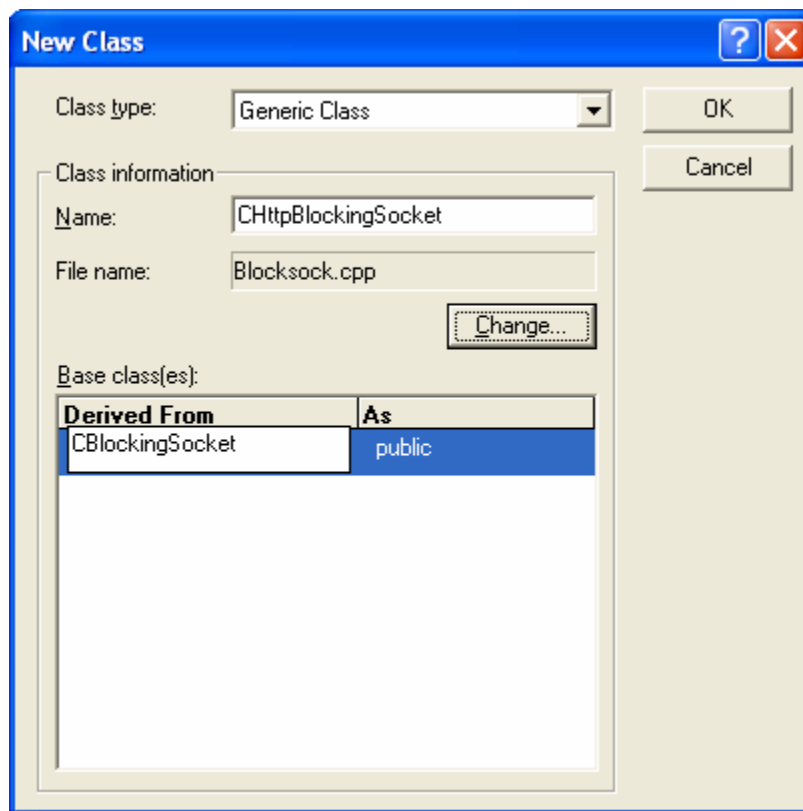 New Class
Class type: Generic Class
OK
Cancel
Class information
Name: CHttpBlockingSocket
File name: Blocksock.cpp
Change...
Base class(es):
Derived From As
CBlockingSocket public